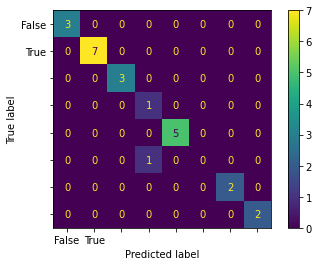 False 3 0 0 0 0 0 0 0
True 0 7 0 0 0 0 0 0
0 0 3 0 0 0 0 0
0 0 0 1 0 0 0 0
0 0 0 0 5 0 0 0
0 0 0 1 0 0 0 0
0 0 0 0 0 0 2 0
0 0 0 0 0 0 0 2
False True
Predicted label
True label
7
6
5
4
3
2
1
0